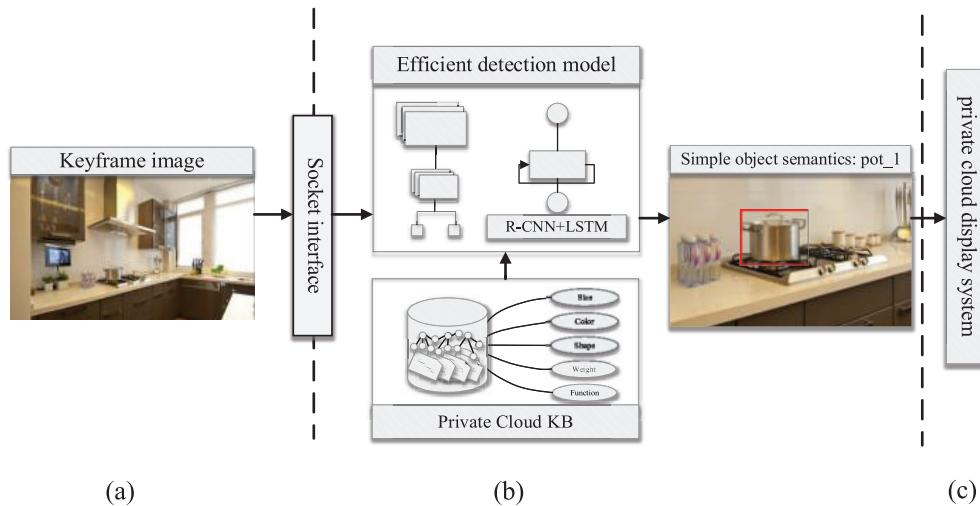 Keyframe image
Socket interface
Efficient detection model
R-CNN+LSTM
Size
Color
Shape
Weight
Function
Private Cloud KB
Simple object semantics: pot_1
private cloud display system
(a)
(b)
(c)